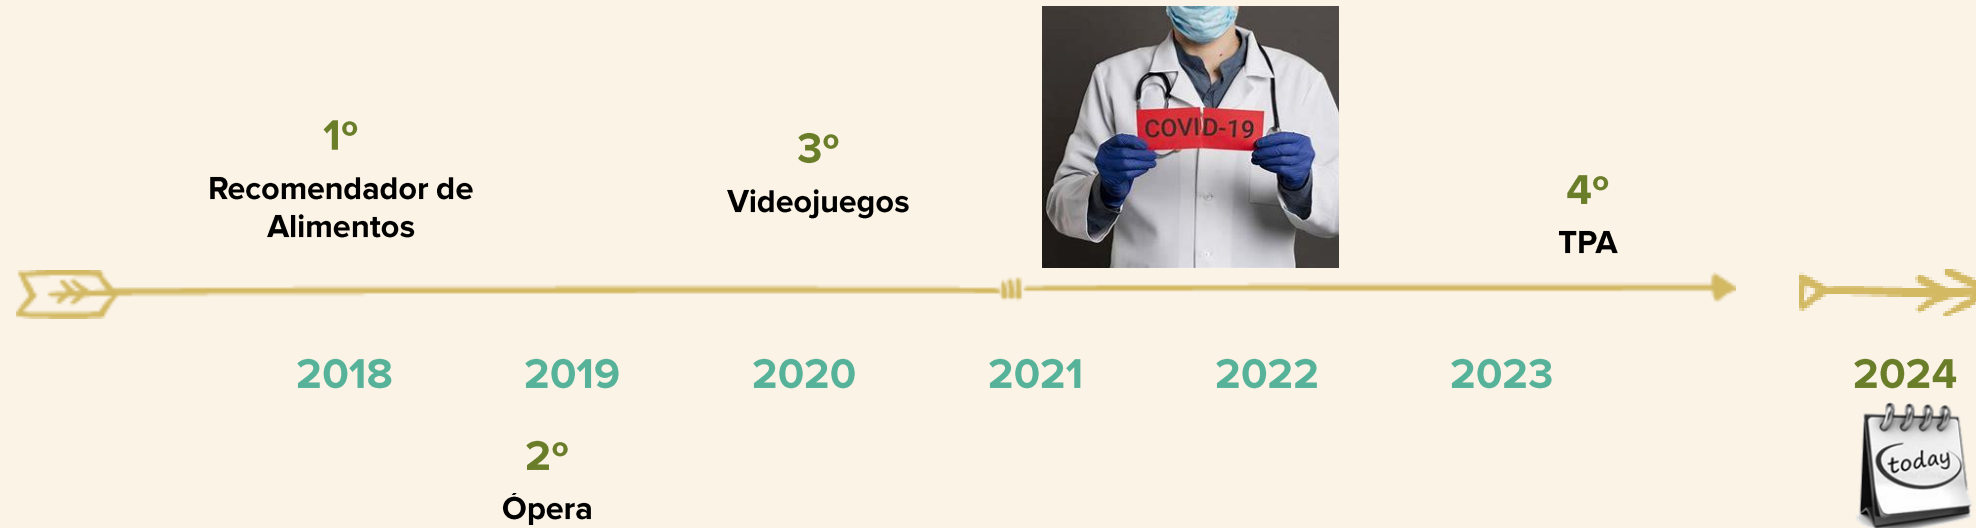 1º
Recomendador de
Alimentos
3º
Videojuegos
COVID-19
4º
TPA
2018
2019
2020
2021
2022
2023
2024
2º
Ópera
today